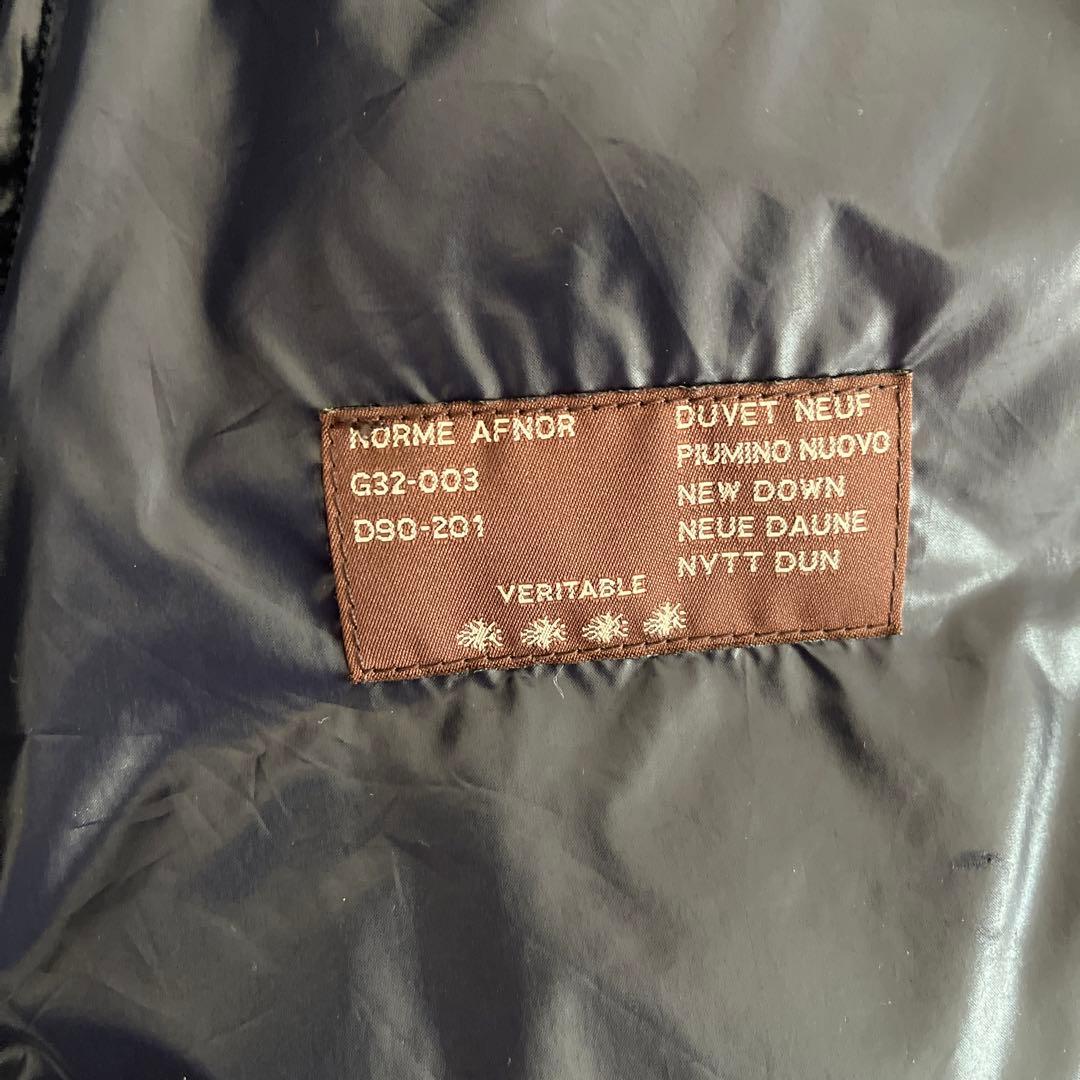 NORME AFNOR
G32-003
D90-201
DUVET NEUF
PIUMINO NUOVO
NEW DOWN
NEUE DAUNE
NYTT DUN
VERITABLE